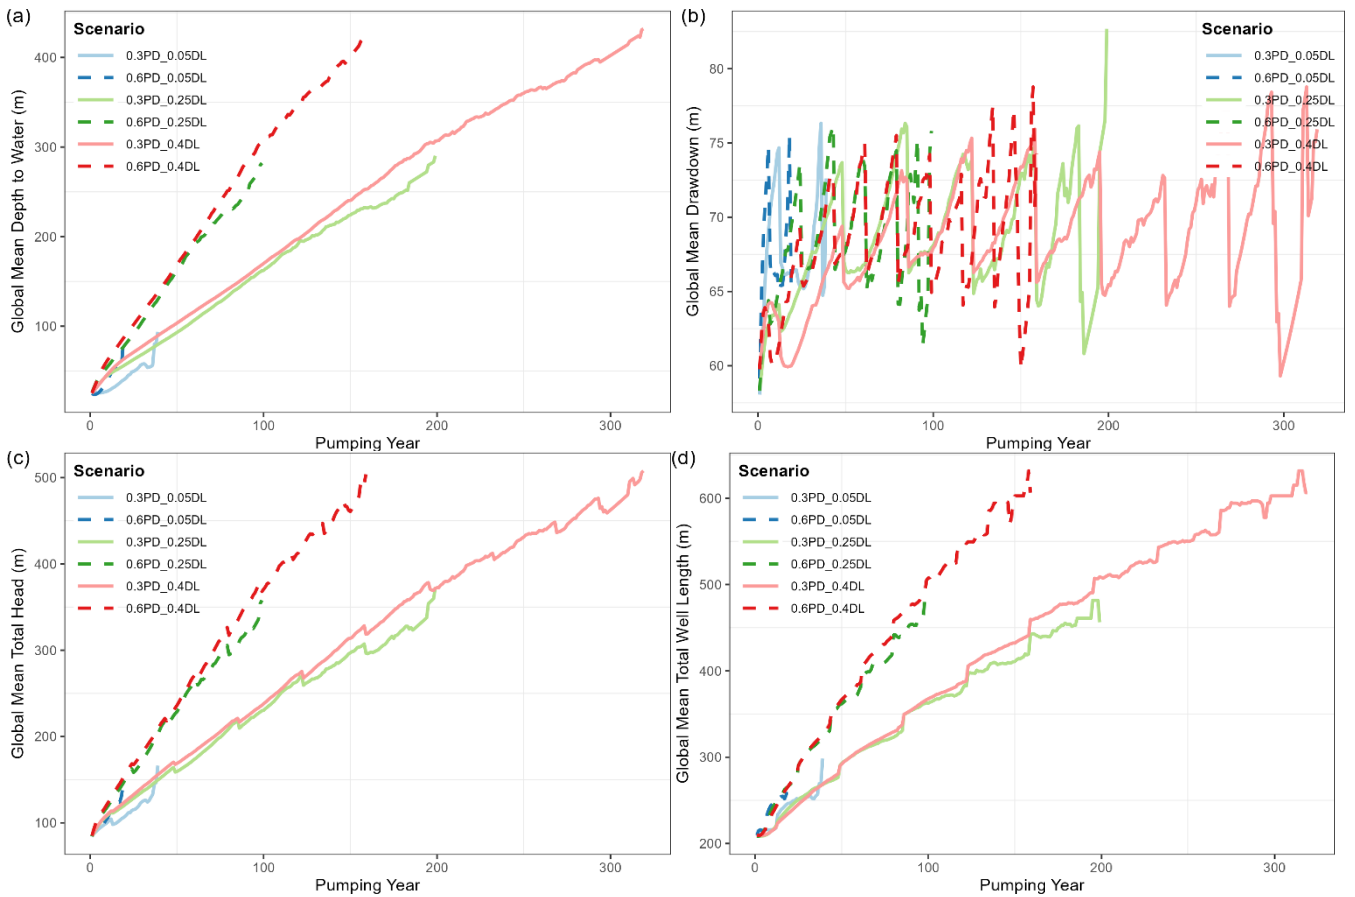 (a)
Scenario
0.3PD_0.05DL
0.6PD_0.05DL
0.3PD_0.25DL
0.6PD_0.25DL
0.3PD_0.4DL
0.6PD_0.4DL
Global Mean Depth to Water (m)
400
300
200
100
0
100
200
300
Pumping Year
(b)
Scenario
0.3PD_0.05DL
0.6PD_0.05DL
0.3PD_0.25DL
0.6PD_0.25DL
0.3PD_0.4DL
0.6PD_0.4DL
Global Mean Drawdown (m)
80
75
70
65
60
0
100
200
300
Pumping Year
(c)
Scenario
0.3PD_0.05DL
0.6PD_0.05DL
0.3PD_0.25DL
0.6PD_0.25DL
0.3PD_0.4DL
0.6PD_0.4DL
Global Mean Total Head (m)
500
400
300
200
100
0
100
200
300
Pumping Year
(d)
Scenario
0.3PD_0.05DL
0.6PD_0.05DL
0.3PD_0.25DL
0.6PD_0.25DL
0.3PD_0.4DL
0.6PD_0.4DL
Global Mean Total Well Length (m)
600
500
400
300
200
0
100
200
300
Pumping Year